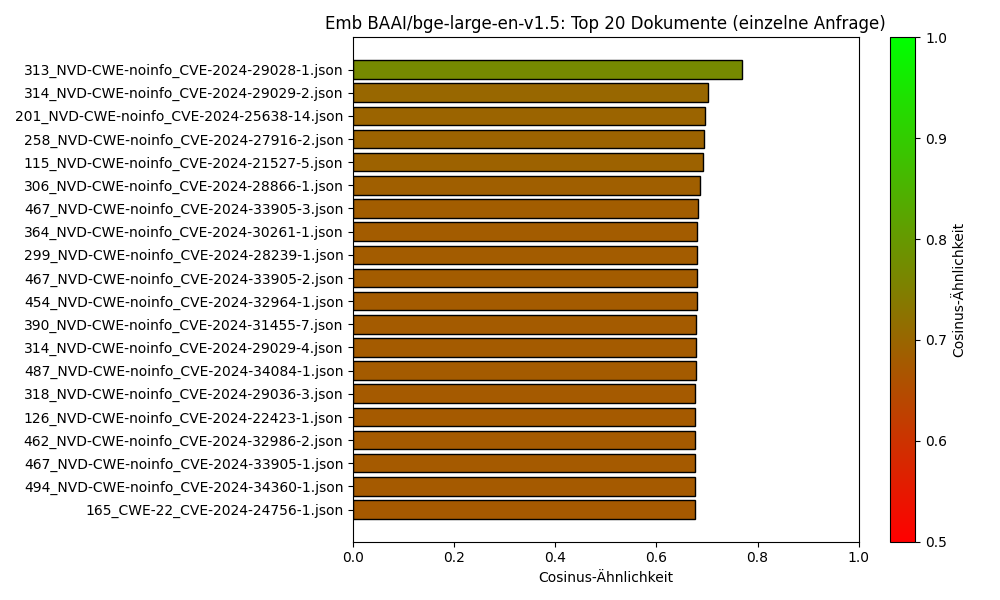 Emb BAAI/bge-large-en-v1.5: Top 20 Dokumente (einzelne Anfrage)
313_NVD-CWE-noinfo_CVE-2024-29028-1.json
314_NVD-CWE-noinfo_CVE-2024-29029-2.json
201_NVD-CWE-noinfo_CVE-2024-25638-14.json
258_NVD-CWE-noinfo_CVE-2024-27916-2.json
115_NVD-CWE-noinfo_CVE-2024-21527-5.json
306_NVD-CWE-noinfo_CVE-2024-28866-1.json
467_NVD-CWE-noinfo_CVE-2024-33905-3.json
364_NVD-CWE-noinfo_CVE-2024-30261-1.json
299_NVD-CWE-noinfo_CVE-2024-28239-1.json
467_NVD-CWE-noinfo_CVE-2024-33905-2.json
454_NVD-CWE-noinfo_CVE-2024-32964-1.json
390_NVD-CWE-noinfo_CVE-2024-31455-7.json
314_NVD-CWE-noinfo_CVE-2024-29029-4.json
487_NVD-CWE-noinfo_CVE-2024-34084-1.json
318_NVD-CWE-noinfo_CVE-2024-29036-3.json
126_NVD-CWE-noinfo_CVE-2024-22423-1.json
462_NVD-CWE-noinfo_CVE-2024-32986-2.json
467_NVD-CWE-noinfo_CVE-2024-33905-1.json
494_NVD-CWE-noinfo_CVE-2024-34360-1.json
165_CWE-22_CVE-2024-24756-1.json
0.0 0.2 0.4 0.6 0.8 1.0
Cosinus-Ähnlichkeit
1.0
0.9
0.8
0.7
0.6
0.5
Cosinus-Ähnlichkeit